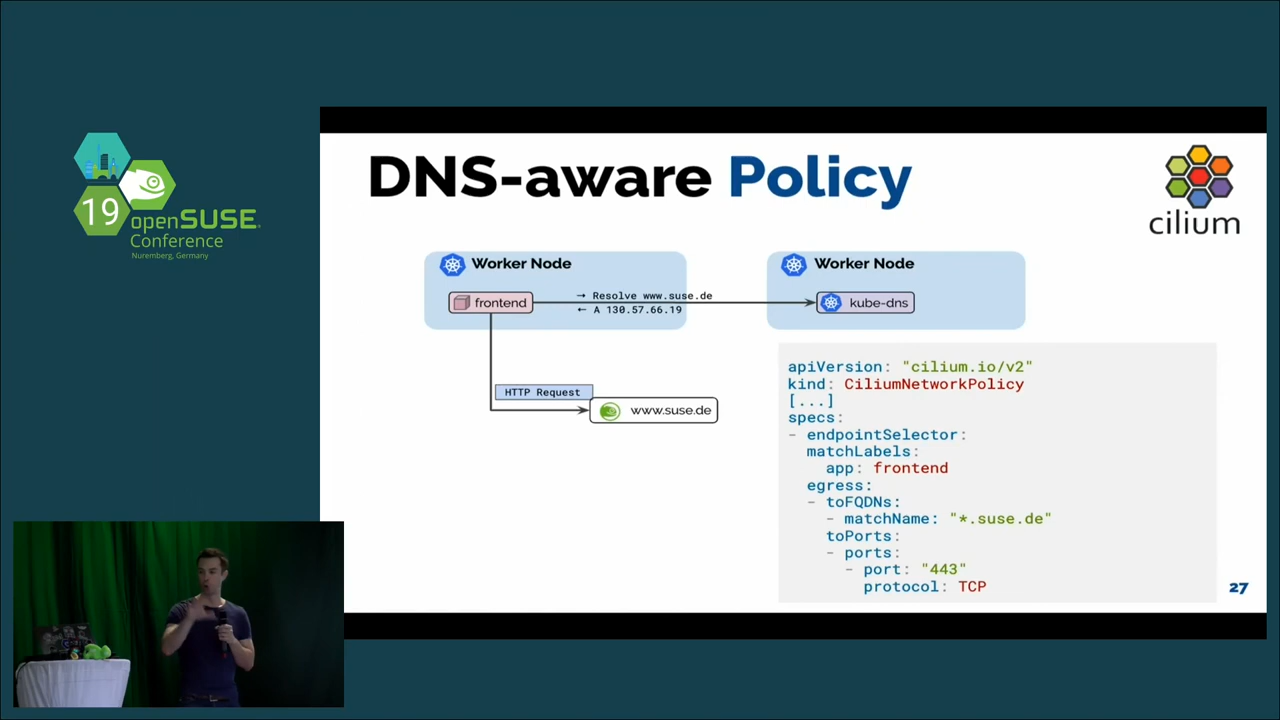 19
openSUSE
Conference
Nuremberg, Germany
DNS-aware Policy
cilium
Worker Node
Worker Node
frontend
→ Resolve www.suse.de
← A 130.57.66.19
kube-dns
HTTP Request
www.suse.de
apiVersion: "cilium.io/v2"
kind: CiliumNetworkPolicy
[...]
specs:
- endpointSelector:
  matchLabels:
    app: frontend
  egress:
  - toFQDNs:
    - matchName: "*.suse.de"
    toPorts:
    - ports:
      - port: "443"
        protocol: TCP
27